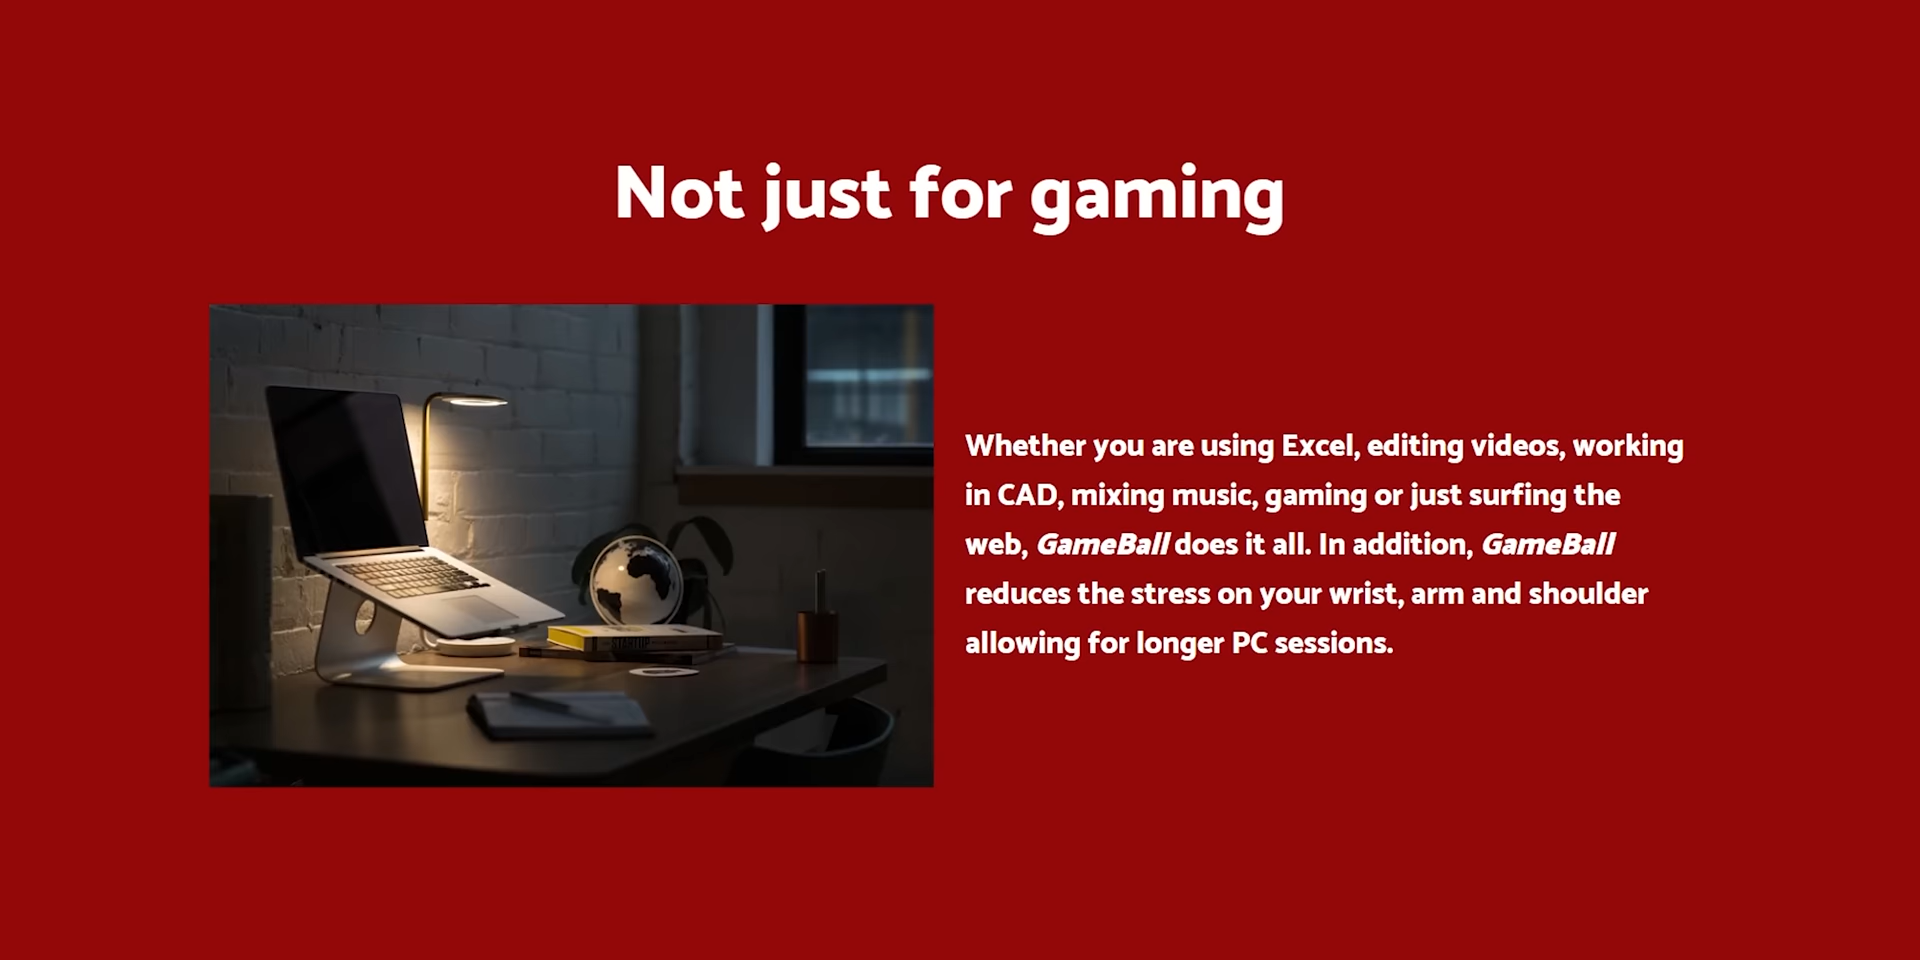 Not just for gaming
Whether you are using Excel, editing videos, working
in CAD, mixing music, gaming or just surfing the
web, GameBall does it all. In addition, GameBall
reduces the stress on your wrist, arm and shoulder
allowing for longer PC sessions.
STARTUP